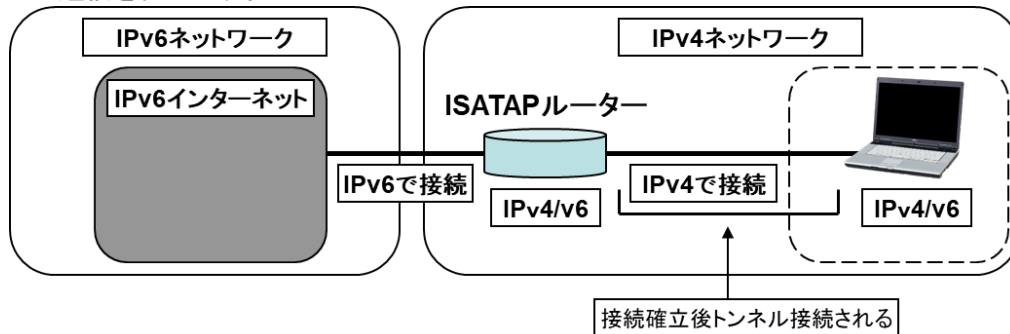 IPv6ネットワーク
IPv4ネットワーク
IPv6インターネット
ISATAPルーター
IPv6で接続
IPv4で接続
IPv4/v6
IPv4/v6
接続確立後トンネル接続される